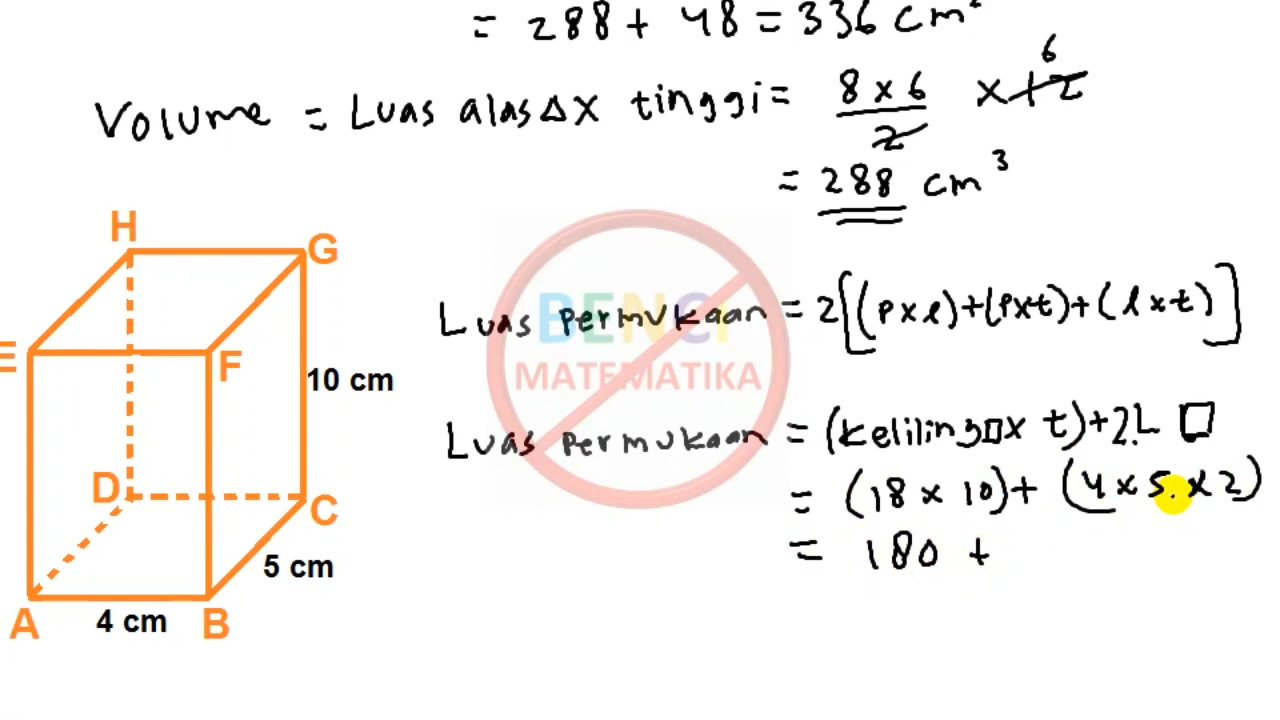 = 288 + 48 = 336 cm²
Volume = Luas alas Δ x tinggi = 8 x 6 / 2 x 12 6
= 288 cm³
H
G
E
F
10 cm
D
C
5 cm
A
4 cm
B
BENCI
MATEMATIKA
Luas permukaan = 2[(p x l) + (p x t) + (l x t)]
Luas permukaan = (keliling □ x t) + 2.L □
= (18 x 10) + (4 x 5 x 2)
= 180 +